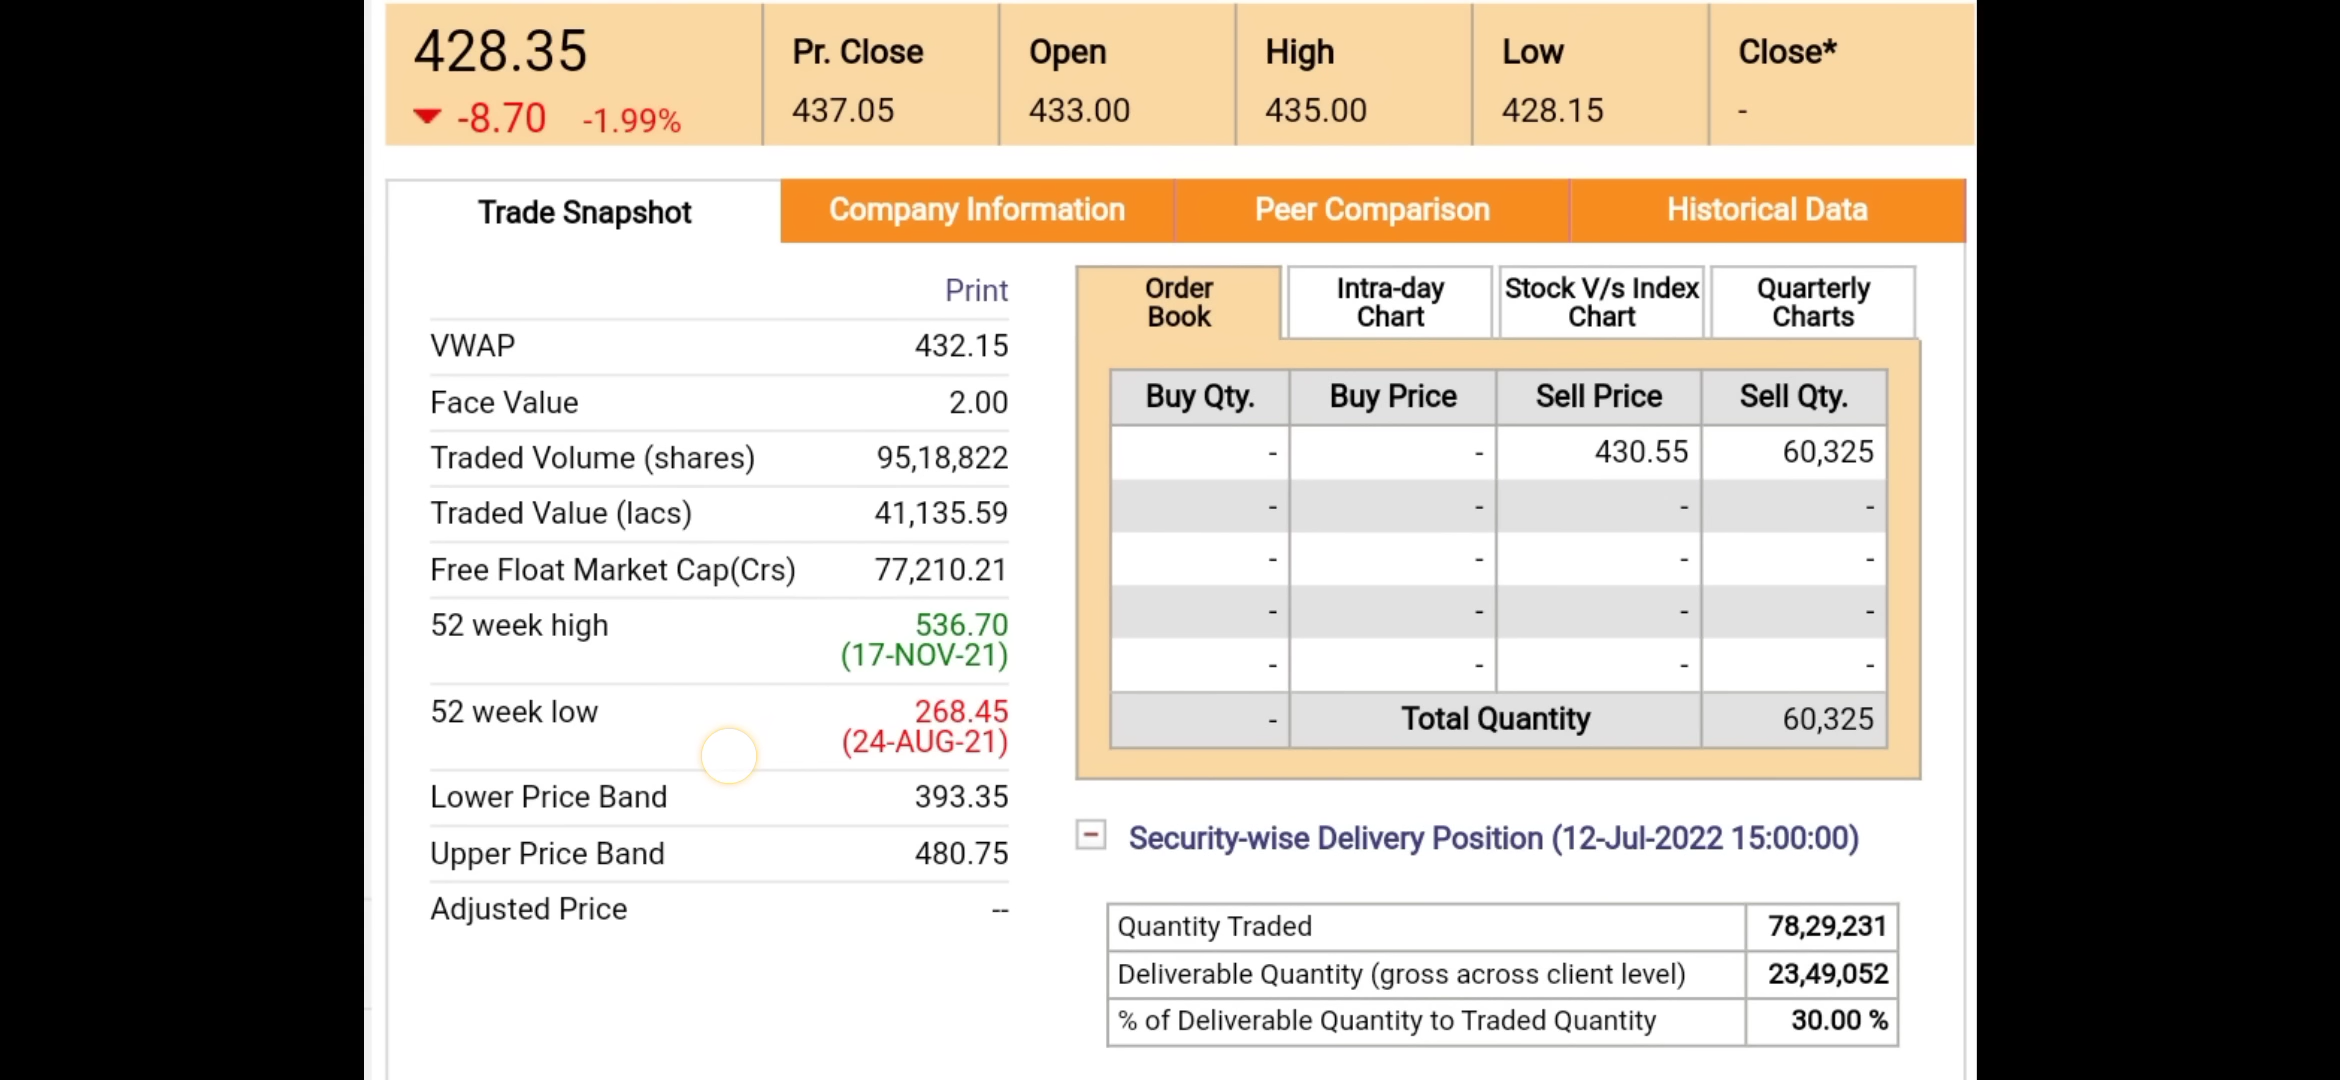 428.35
-8.70 -1.99%
Pr. Close
437.05
Open
433.00
High
435.00
Low
428.15
Close*
-
Trade Snapshot
Company Information
Peer Comparison
Historical Data
Print
VWAP 432.15
Face Value 2.00
Traded Volume (shares) 95,18,822
Traded Value (lacs) 41,135.59
Free Float Market Cap(Crs) 77,210.21
52 week high 536.70
(17-NOV-21)
52 week low 268.45
(24-AUG-21)
Lower Price Band 393.35
Upper Price Band 480.75
Adjusted Price --
Order
Book
Intra-day
Chart
Stock V/s Index
Chart
Quarterly
Charts
Buy Qty. Buy Price Sell Price Sell Qty.
- - 430.55 60,325
- - - -
- - - -
- - - -
- - - -
- Total Quantity 60,325
Security-wise Delivery Position (12-Jul-2022 15:00:00)
Quantity Traded 78,29,231
Deliverable Quantity (gross across client level) 23,49,052
% of Deliverable Quantity to Traded Quantity 30.00 %